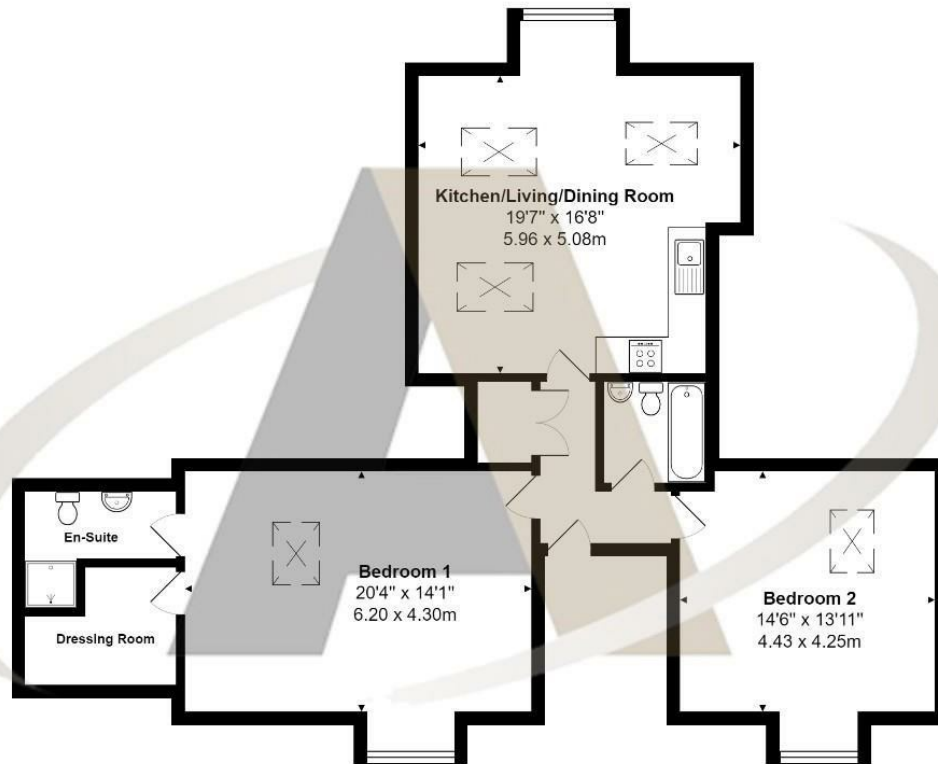 Kitchen/Living/Dining Room
19'7" x 16'8"
5.96 x 5.08m
En-Suite
Dressing Room
Bedroom 1
20'4" x 14'1"
6.20 x 4.30m
Bedroom 2
14'6" x 13'11"
4.43 x 4.25m